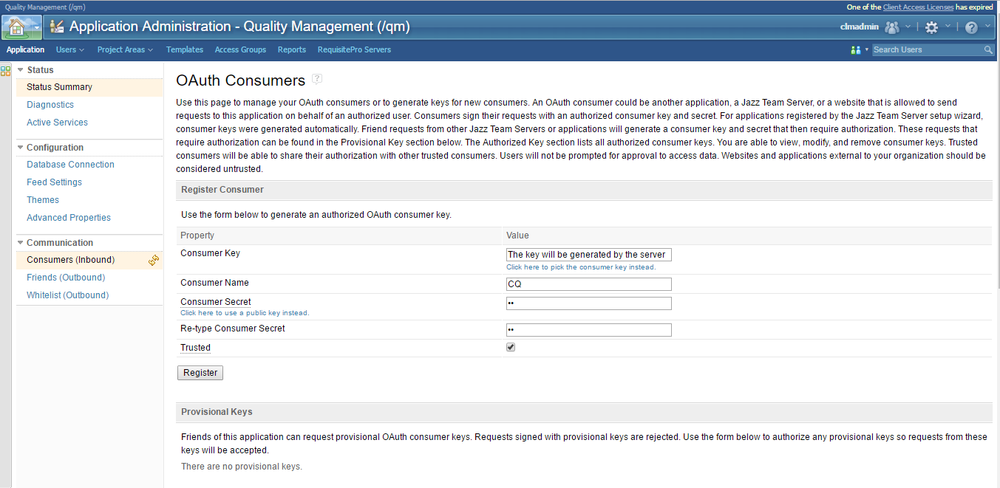 Quality Management (/qm)
One of the Client Access Licenses has expired
Application Administration - Quality Management (/qm)
clmadmin
Application Users Project Areas Templates Access Groups Reports RequisitePro Servers
Search Users
Status
Status Summary
Diagnostics
Active Services
Configuration
Database Connection
Feed Settings
Themes
Advanced Properties
Communication
Consumers (Inbound)
Friends (Outbound)
Whitelist (Outbound)
OAuth Consumers ?
Use this page to manage your OAuth consumers or to generate keys for new consumers. An OAuth consumer could be another application, a Jazz Team Server, or a website that is allowed to send
requests to this application on behalf of an authorized user. Consumers sign their requests with an authorized consumer key and secret. For applications registered by the Jazz Team Server setup wizard,
consumer keys were generated automatically. Friend requests from other Jazz Team Servers or applications will generate a consumer key and secret that then require authorization. These requests that
require authorization can be found in the Provisional Key section below. The Authorized Key section lists all authorized consumer keys. You are able to view, modify, and remove consumer keys. Trusted
consumers will be able to share their authorization with other trusted consumers. Users will not be prompted for approval to access data. Websites and applications external to your organization should be
considered untrusted.
Register Consumer
Use the form below to generate an authorized OAuth consumer key.
Property Value
Consumer Key The key will be generated by the server
Click here to pick the consumer key instead.
Consumer Name CQ
Consumer Secret ••
Click here to use a public key instead.
Re-type Consumer Secret ••
Trusted
Register
Provisional Keys
Friends of this application can request provisional OAuth consumer keys. Requests signed with provisional keys are rejected. Use the form below to authorize any provisional keys so requests from these
keys will be accepted.
There are no provisional keys.